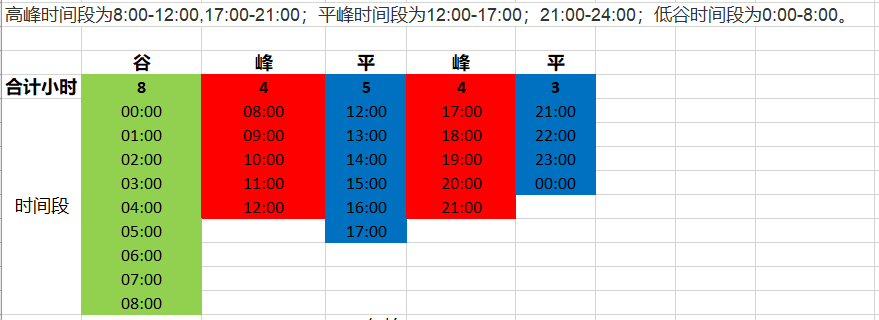 高峰时间段为8:00-12:00,17:00-21:00；平峰时间段为12:00-17:00；21:00-24:00；低谷时间段为0:00-8:00。
谷 峰 平 峰 平
合计小时 8 4 5 4 3
00:00 08:00 12:00 17:00 21:00
01:00 09:00 13:00 18:00 22:00
02:00 10:00 14:00 19:00 23:00
03:00 11:00 15:00 20:00 00:00
时间段 04:00 12:00 16:00 21:00
05:00 17:00
06:00
07:00
08:00